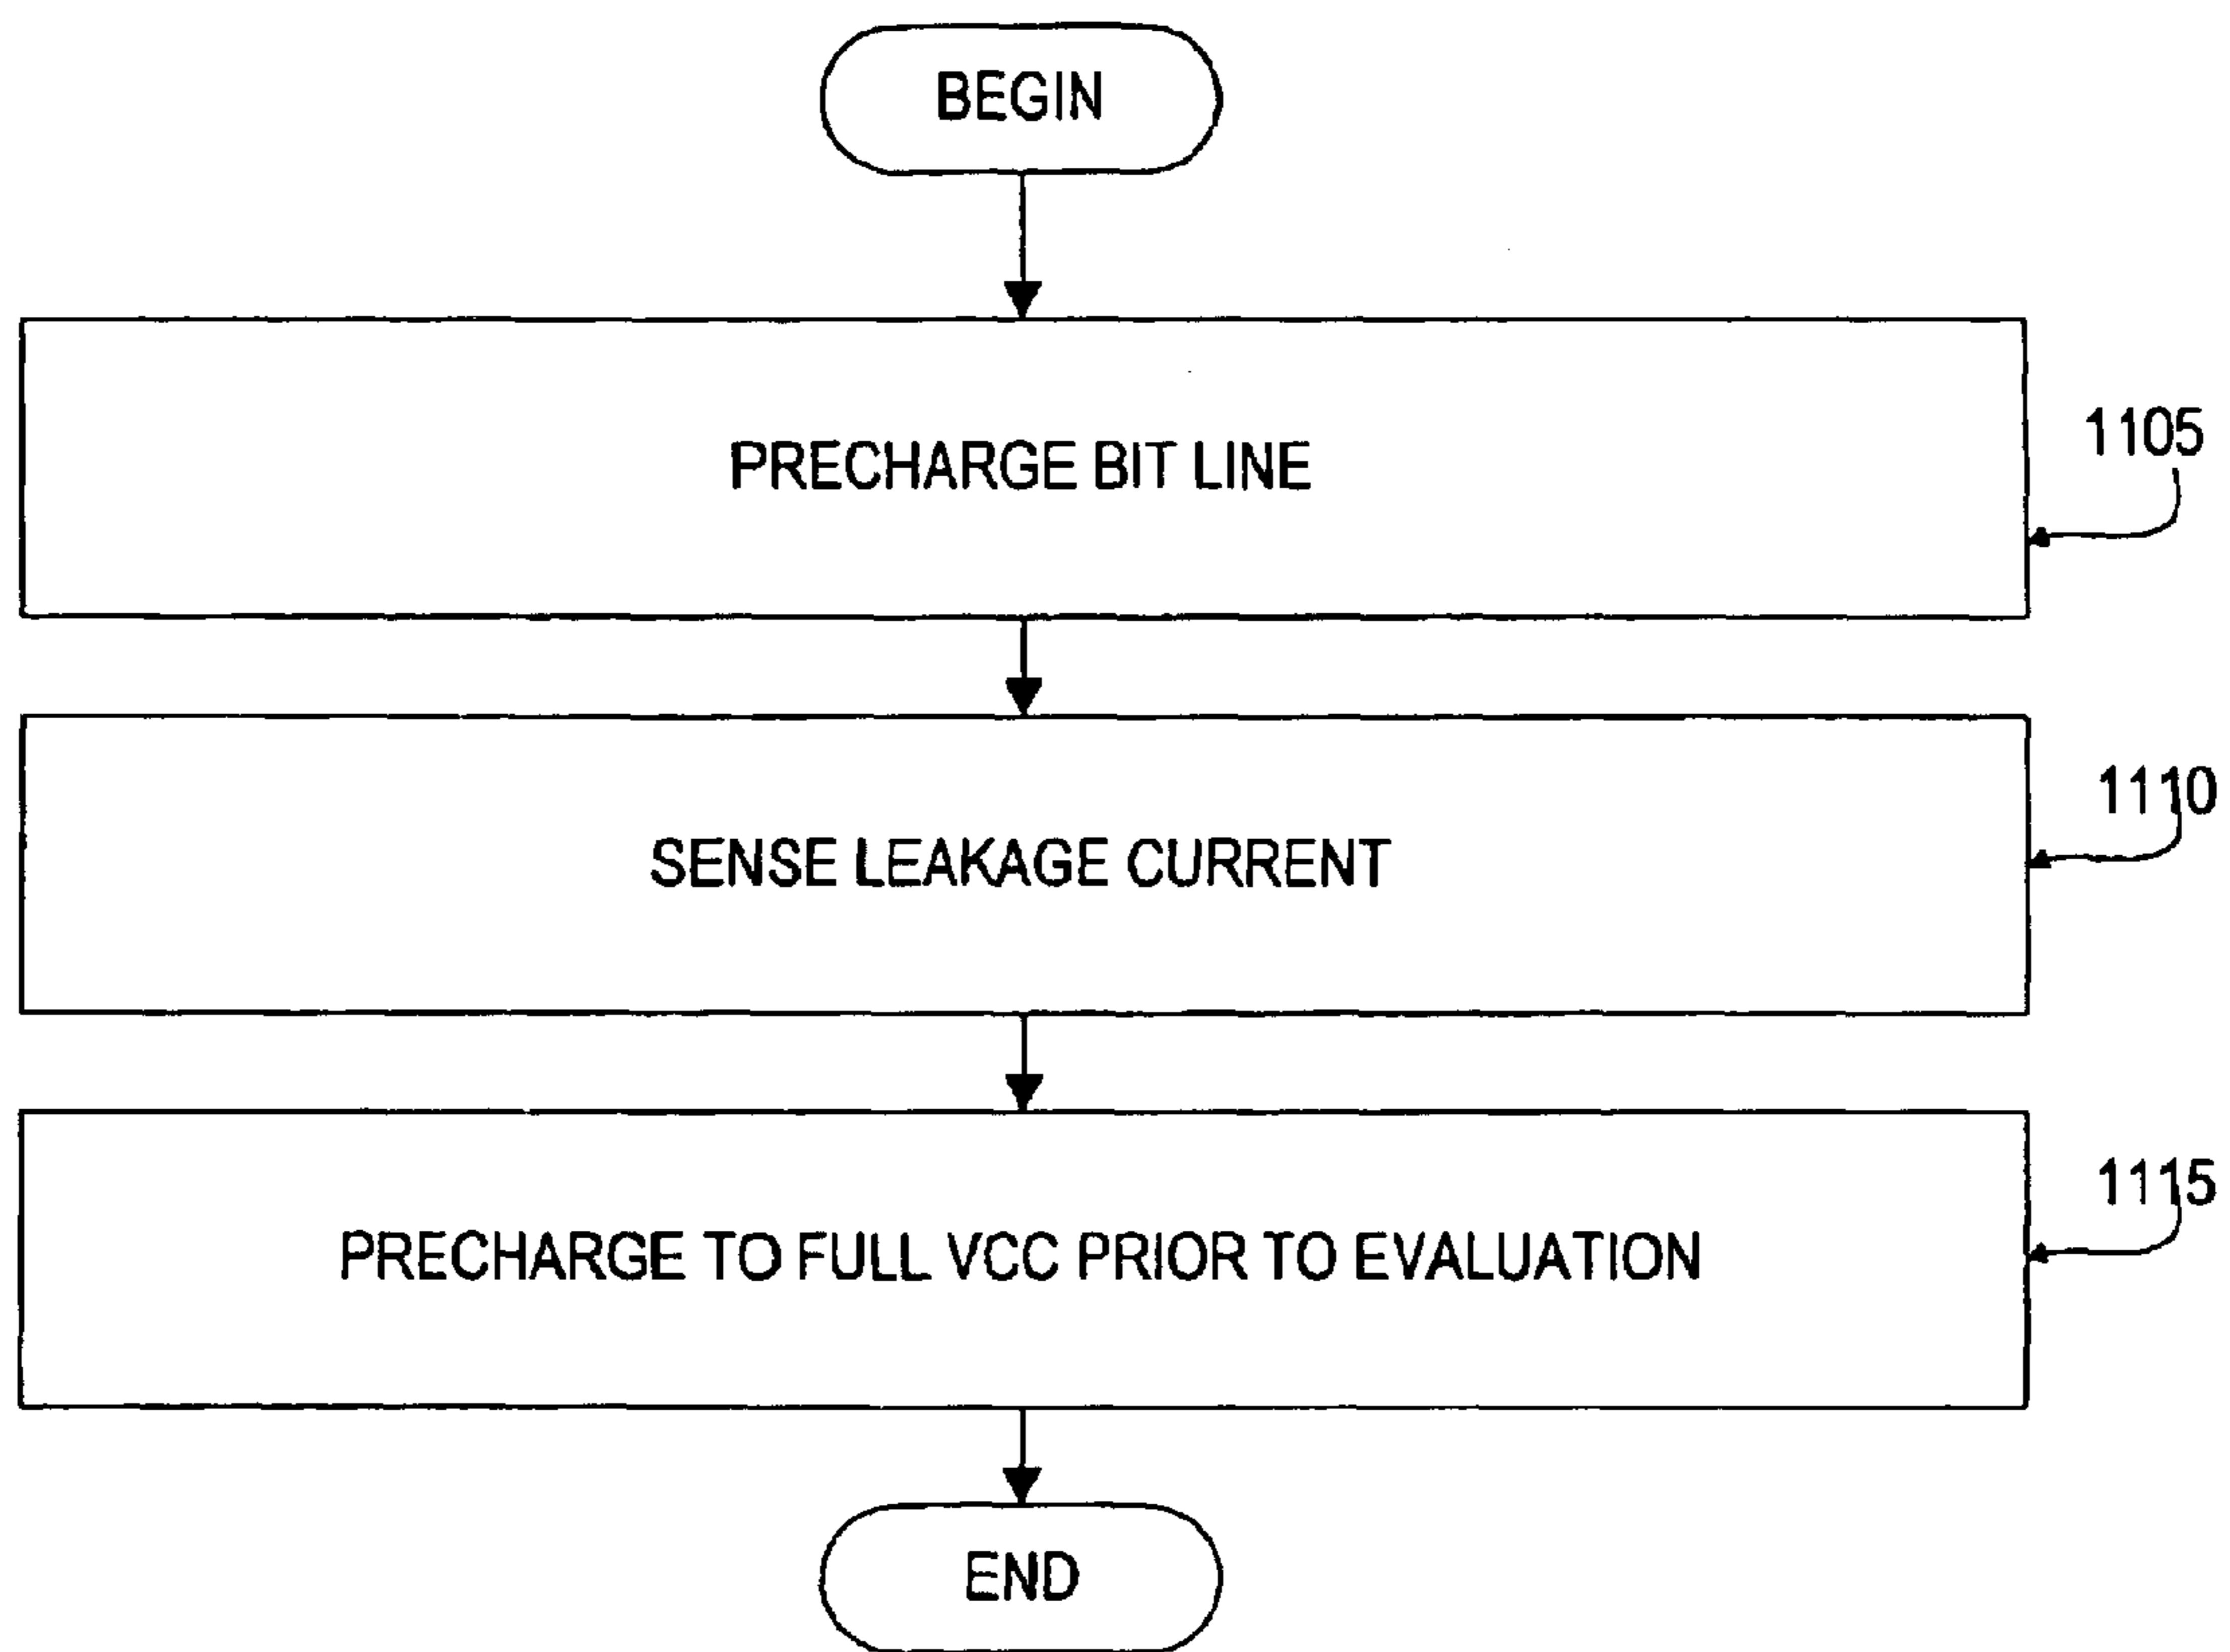 BEGIN
PRECHARGE BIT LINE
1105
SENSE LEAKAGE CURRENT
1110
PRECHARGE TO FULL VCC PRIOR TO EVALUATION
1115
END